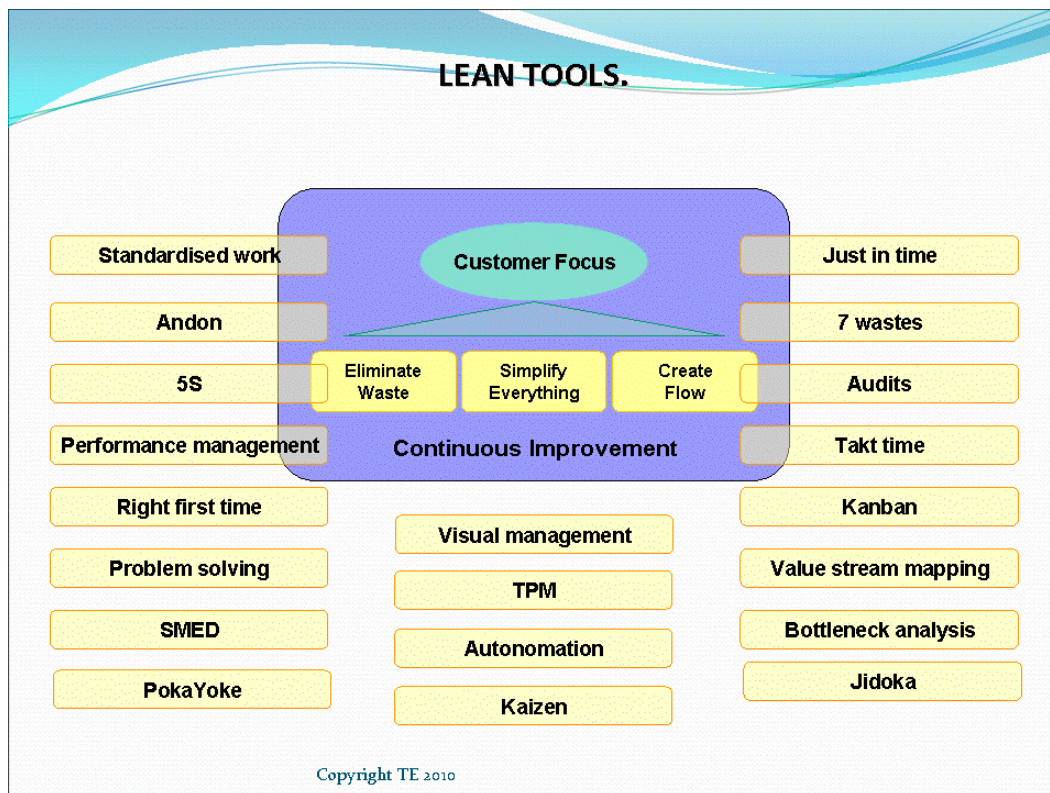 LEAN TOOLS.
Standardised work
Customer Focus
Just in time
Andon
7 wastes
5S
Eliminate
Waste
Simplify
Everything
Create
Flow
Audits
Performance management
Continuous Improvement
Takt time
Right first time
Kanban
Visual management
Problem solving
Value stream mapping
TPM
SMED
Bottleneck analysis
Autonomation
PokaYoke
Jidoka
Kaizen
Copyright TE 2010